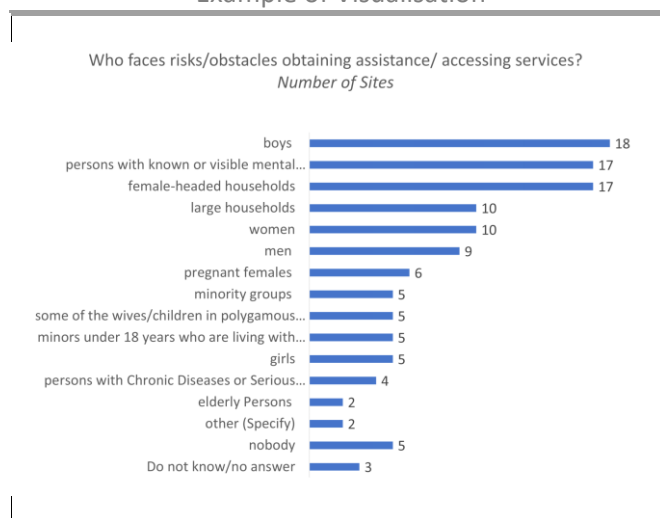 Example of Visualisation
Who faces risks/obstacles obtaining assistance/ accessing services?
Number of Sites
boys 18
persons with known or visible mental... 17
female-headed households 17
large households 10
women 10
men 9
pregnant females 6
minority groups 5
some of the wives/children in polygamous... 5
minors under 18 years who are living with... 5
girls 5
persons with Chronic Diseases or Serious... 4
elderly Persons 2
other (Specify) 2
nobody 5
Do not know/no answer 3